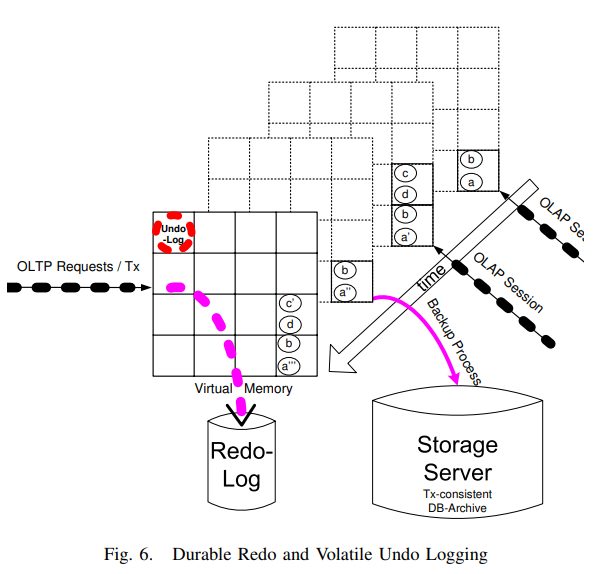 b
a
c
d
b
a'
OLAP Se
Undo
-Log
time
OLAP Session
OLTP Requests / Tx
b
a''
c'
d
b
a'''
Backup Process
Virtual Memory
Redo-
Log
Storage
Server
Tx-consistent
DB-Archive
Fig. 6. Durable Redo and Volatile Undo Logging